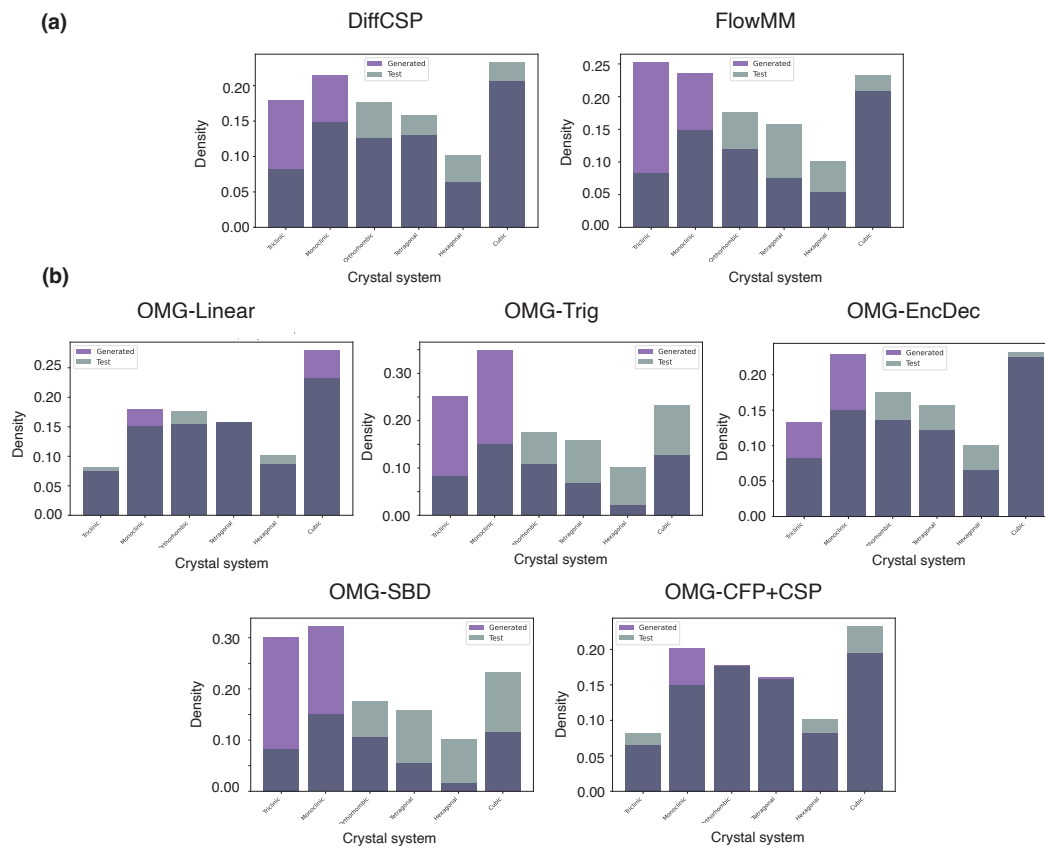 (a)
DiffCSP
FlowMM
Generated
Test
0.20
0.15
0.10
0.05
0.00
Density
Triclinic
Monoclinic
Orthorhombic
Tetragonal
Hexagonal
Cubic
Crystal system
Generated
Test
0.25
0.20
0.15
0.10
0.05
0.00
Density
Triclinic
Monoclinic
Orthorhombic
Tetragonal
Hexagonal
Cubic
Crystal system
(b)
OMG-Linear
OMG-Trig
OMG-EncDec
Generated
Test
0.25
0.20
0.15
0.10
0.05
0.00
Density
Triclinic
Monoclinic
Orthorhombic
Tetragonal
Hexagonal
Cubic
Crystal system
Generated
Test
0.30
0.20
0.10
0.00
Density
Triclinic
Monoclinic
Orthorhombic
Tetragonal
Hexagonal
Cubic
Crystal system
Generated
Test
0.20
0.15
0.10
0.05
0.00
Density
Triclinic
Monoclinic
thorhombic
Tetragonal
Hexagonal
Cubic
Crystal system
OMG-SBD
OMG-CFP+CSP
Generated
Test
0.30
0.20
0.10
0.00
Density
Triclinic
Monoclinic
Orthorhombic
Tetragonal
Hexagonal
Cubic
Crystal system
Generated
Test
0.20
0.15
0.10
0.05
0.00
Density
Triclinic
Monoclinic
Orthorhombic
Tetragonal
Hexagonal
Cubic
Crystal system